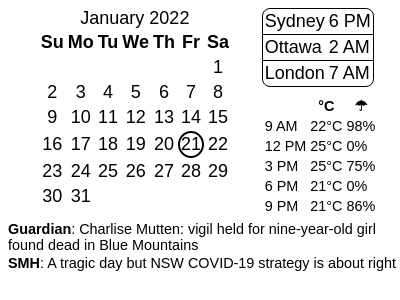 January 2022
Su Mo Tu We Th Fr Sa
1
2 3 4 5 6 7 8
9 10 11 12 13 14 15
16 17 18 19 20 21 22
23 24 25 26 27 28 29
30 31
Sydney 6 PM
Ottawa 2 AM
London 7 AM
°C ☂
9 AM 22°C 98%
12 PM 25°C 0%
3 PM 25°C 75%
6 PM 21°C 0%
9 PM 21°C 86%
Guardian: Charlise Mutten: vigil held for nine-year-old girl
found dead in Blue Mountains
SMH: A tragic day but NSW COVID-19 strategy is about right